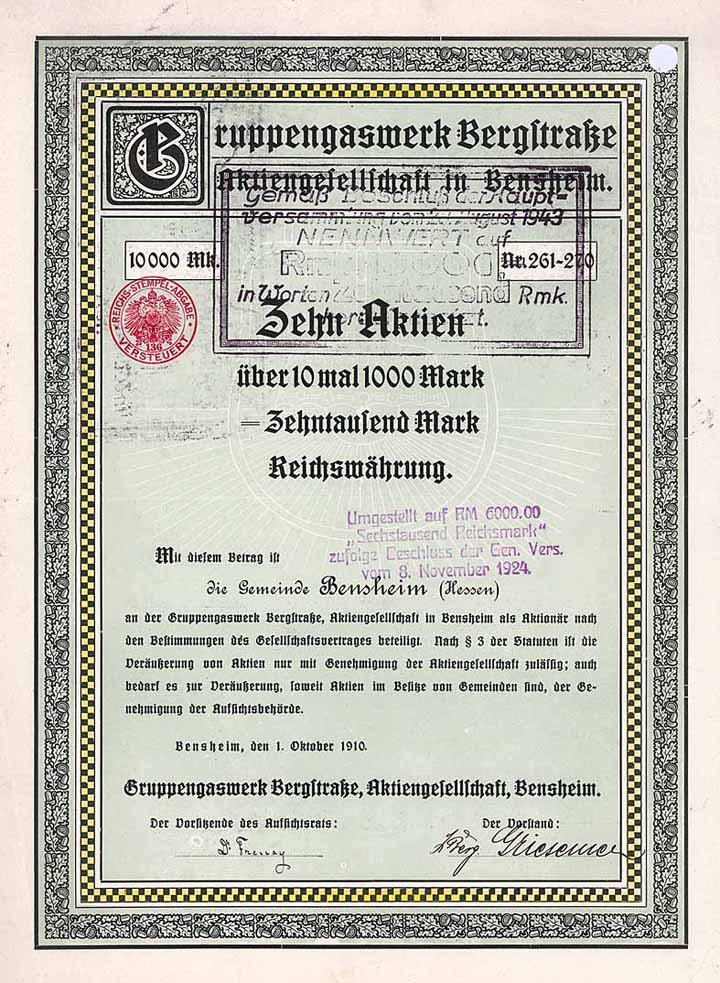 Gruppengaswerk Bergstraße
Aktiengesellschaft in Bensheim.
Gemäß Beschluß der Haupt-
versammlung vom August 1943
NENNWERT auf
in Worten tausend Rmk.
10000 Mk.
Nr. 261-270
REICHS-STEMPEL-ABGABE
136
VERSTEUERT
Zehn Aktien
über 10 mal 1000 Mark
= Zehntausend Mark
Reichswährung.
Umgestellt auf RM 6000.00
„Sechstausend Reichsmark"
zufolge Beschluss der Gen. Vers.
vom 8. November 1924.
Mit diesem Betrag ist
die Gemeinde Bensheim (Hessen)
an der Gruppengaswerk Bergstraße, Aktiengesellschaft in Bensheim als Aktionär nach
den Bestimmungen des Gesellschaftsvertrages beteiligt. Nach § 3 der Statuten ist die
Veräußerung von Aktien nur mit Genehmigung der Aktiengesellschaft zulässig; auch
bedarf es zur Veräußerung, soweit Aktien im Besitze von Gemeinden sind, der Ge-
nehmigung der Aufsichtsbehörde.
Bensheim, den 1. Oktober 1910.
Gruppengaswerk Bergstraße, Aktiengesellschaft, Bensheim.
Der Vorsitzende des Aufsichtsrats:
Der Vorstand:
Dr Frenay